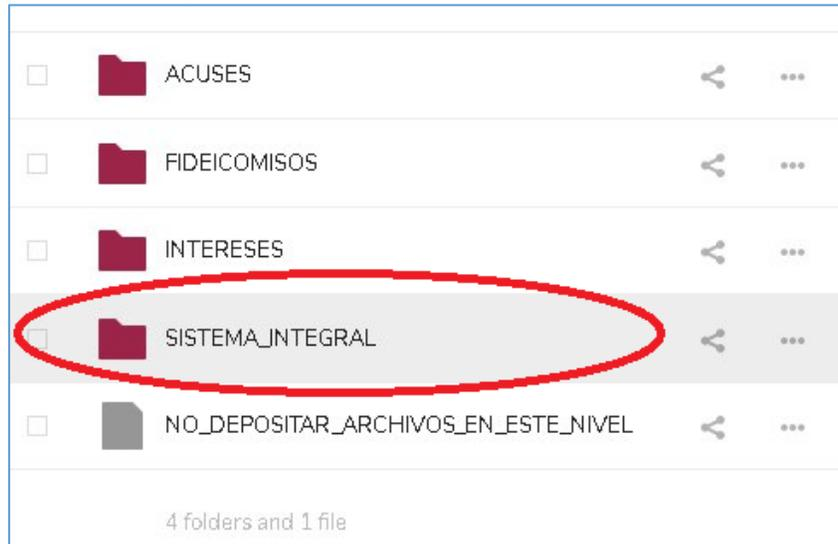 ACUSES
FIDEICOMISOS
INTERESES
SISTEMA_INTEGRAL
NO_DEPOSITAR_ARCHIVOS_EN_ESTE_NIVEL
4 folders and 1 file